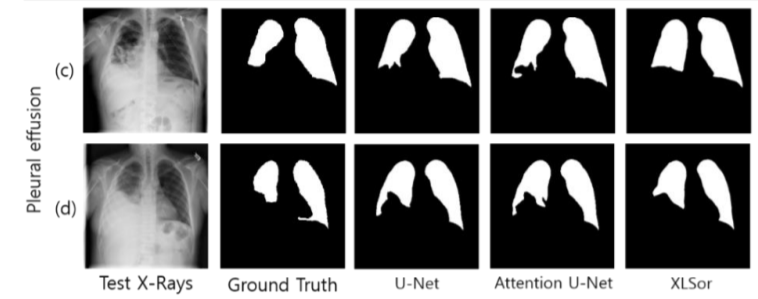 Pleural effusion
(c)
(d)
Test X-Rays
Ground Truth
U-Net
Attention U-Net
XLSor